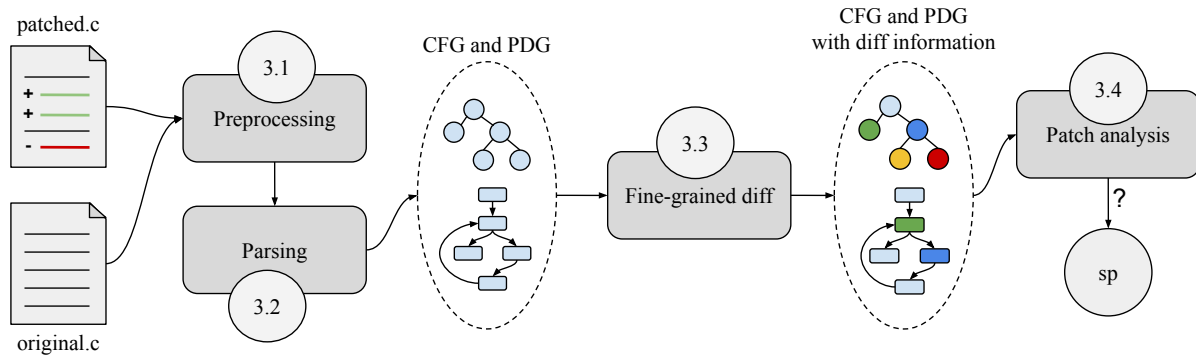 patched.c
+
+
-
original.c
3.1
Preprocessing
Parsing
3.2
CFG and PDG
3.3
Fine-grained diff
CFG and PDG
with diff information
3.4
Patch analysis
?
sp